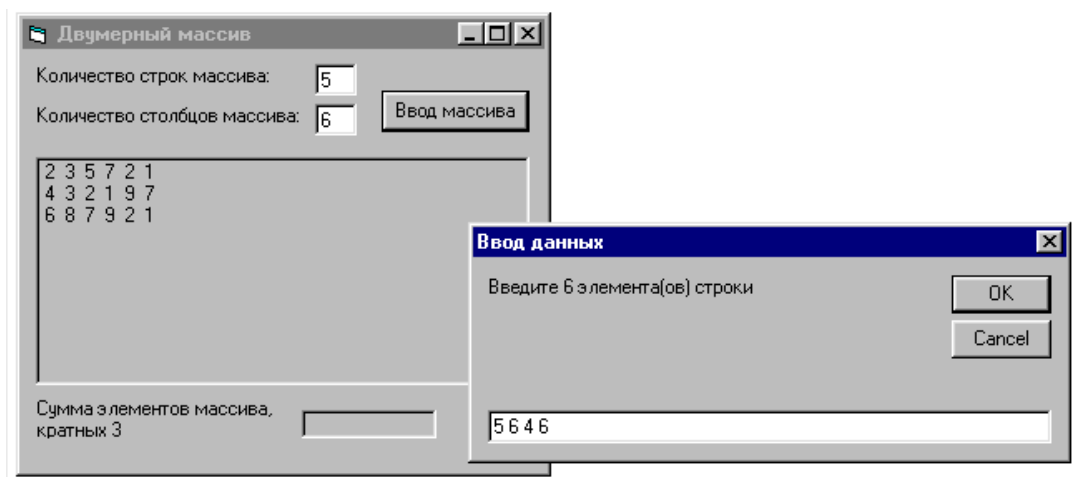 Двумерный массив
Количество строк массива: 5
Количество столбцов массива: 6
Ввод массива
2 3 5 7 2 1
4 3 2 1 9 7
6 8 7 9 2 1
Сумма элементов массива,
кратных 3
Ввод данных
Введите 6 элемента(ов) строки
OK
Cancel
5 6 4 6